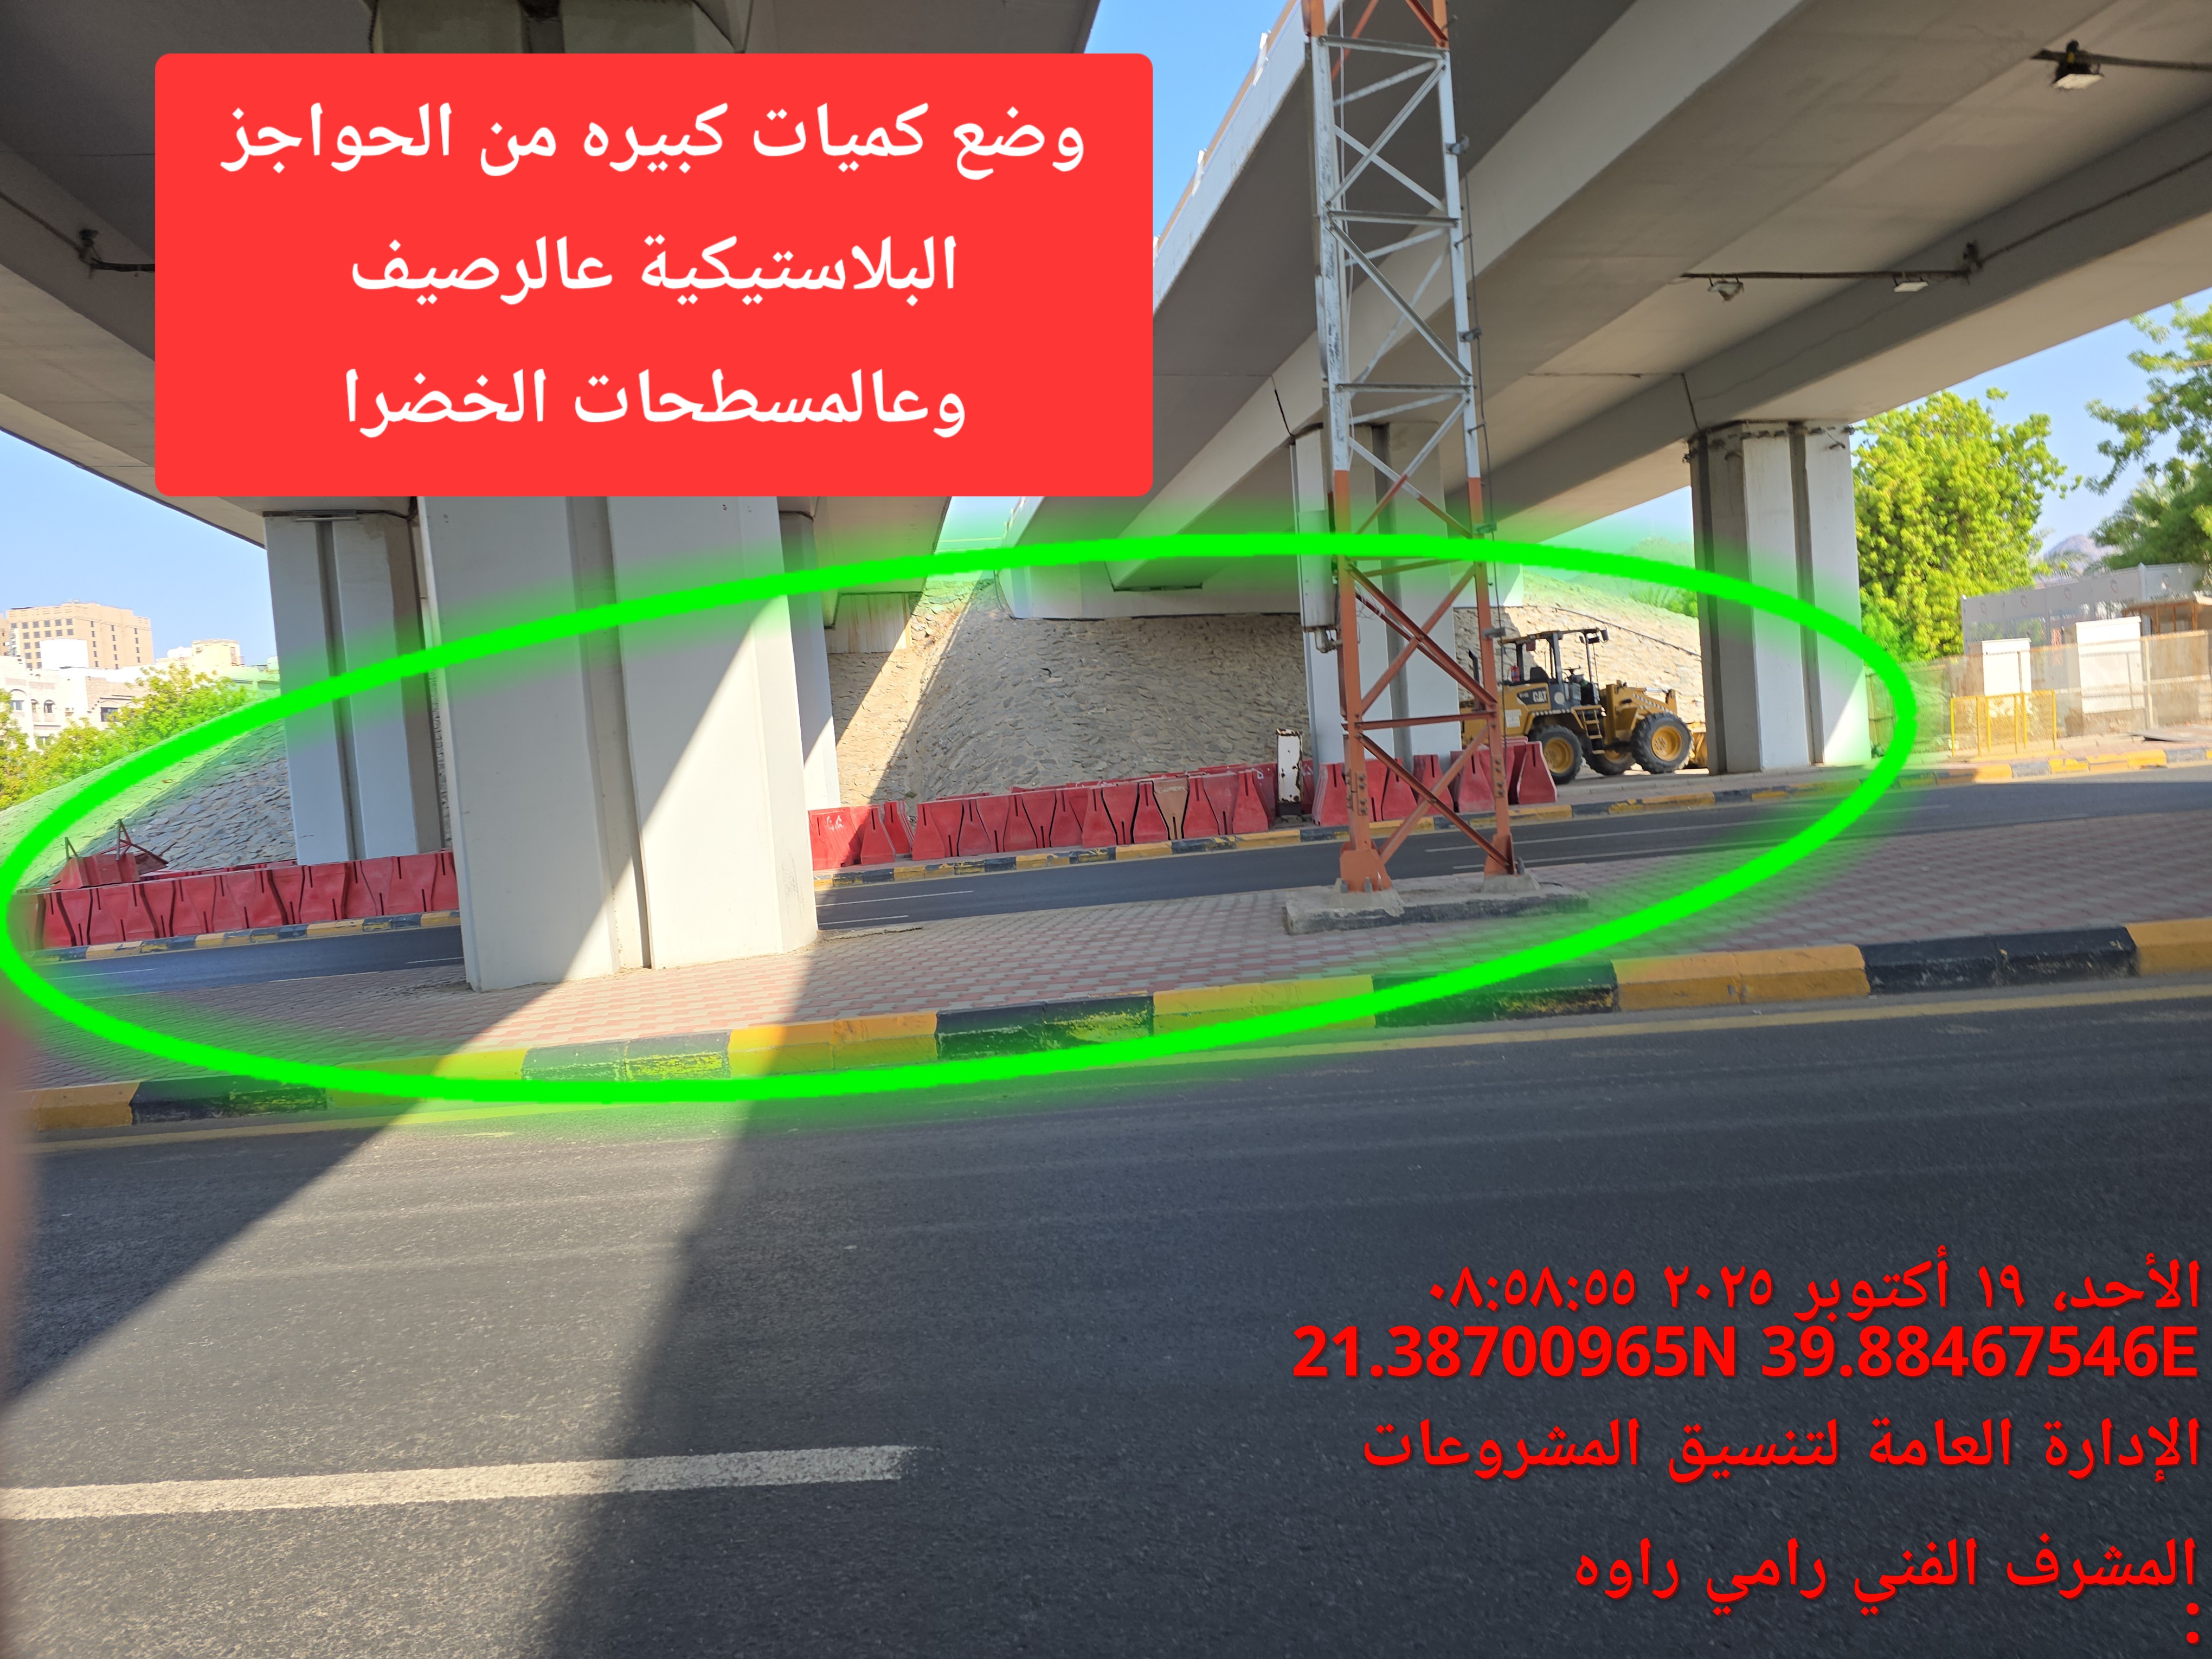 وضع كميات كبيره من الحواجز
البلاستيكية عالرصيف
وعالمسطحات الخضرا
CAT
الأحد، ١٩ أكتوبر ٢٠٢٥ ٠٨:٥٨:٥٥
21.38700965N 39.88467546E
الإدارة العامة لتنسيق المشروعات
المشرف الفني رامي راوه
: